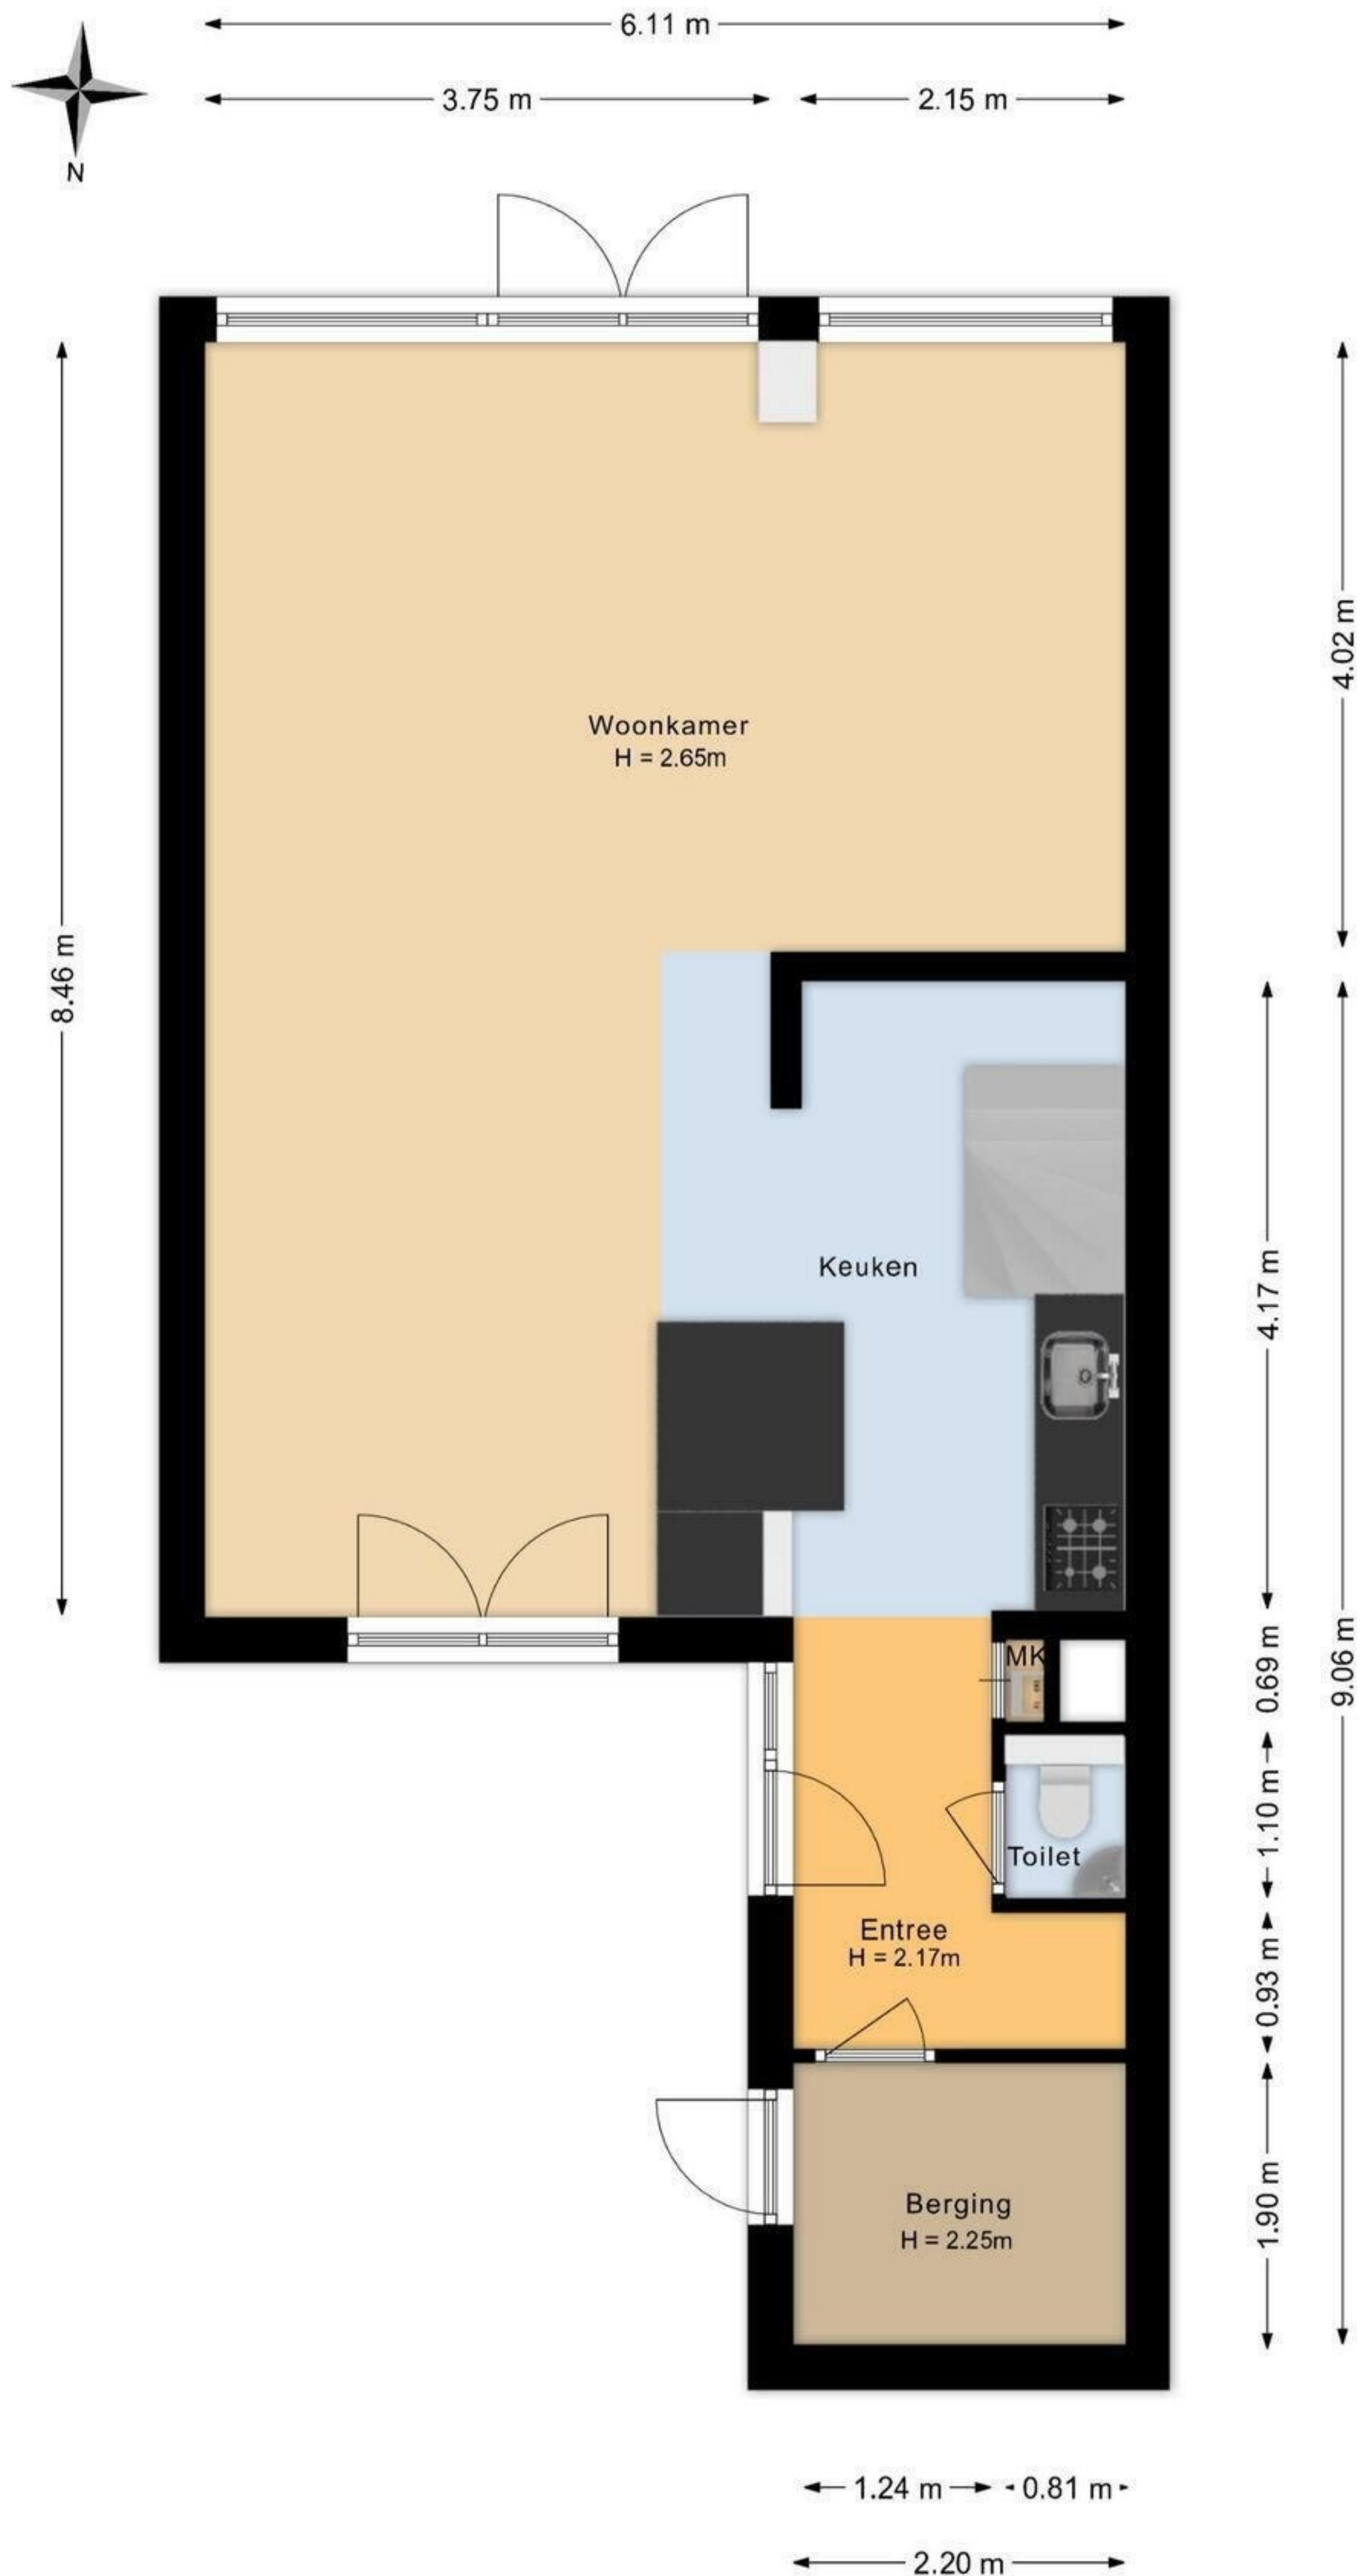 6.11 m
3.75 m
2.15 m
N
4.02 m
Woonkamer
H = 2.65m
8.46 m
Keuken
4.17 m
9.06 m
0.69 m
MK
1.10 m
Toilet
Entree
H = 2.17m
0.93 m
1.90 m
Berging
H = 2.25m
1.24 m
0.81 m
2.20 m